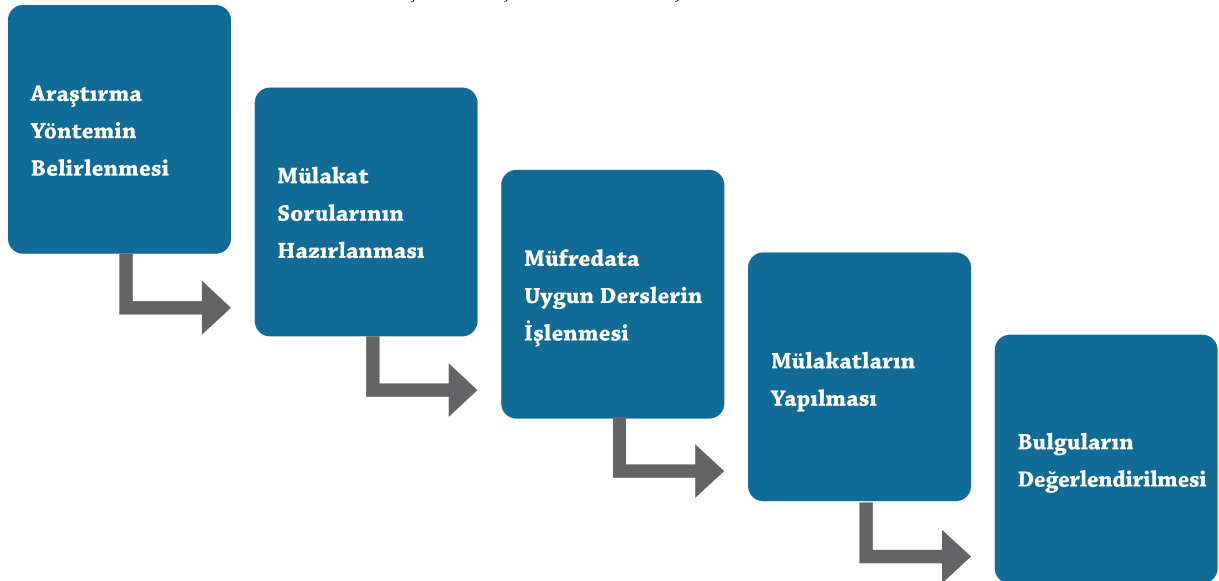 Araştırma
Yöntemin
Belirlenmesi
Mülakat
Sorularının
Hazırlanması
Müfredata
Uygun Derslerin
İşlenmesi
Mülakatların
Yapılması
Bulguların
Değerlendirilmesi